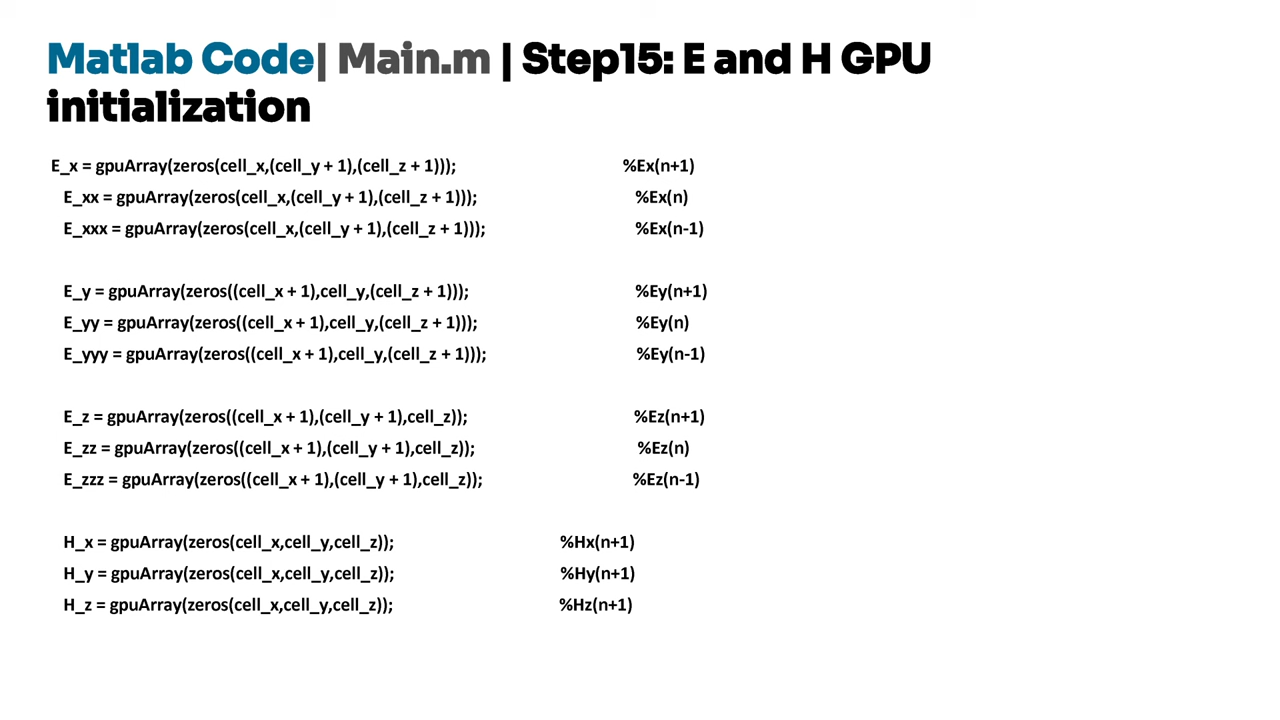 Matlab Code| Main.m | Step15: E and H GPU
initialization
E_x = gpuArray(zeros(cell_x,(cell_y + 1),(cell_z + 1))); %Ex(n+1)
E_xx = gpuArray(zeros(cell_x,(cell_y + 1),(cell_z + 1))); %Ex(n)
E_xxx = gpuArray(zeros(cell_x,(cell_y + 1),(cell_z + 1))); %Ex(n-1)
E_y = gpuArray(zeros((cell_x + 1),cell_y,(cell_z + 1))); %Ey(n+1)
E_yy = gpuArray(zeros((cell_x + 1),cell_y,(cell_z + 1))); %Ey(n)
E_yyy = gpuArray(zeros((cell_x + 1),cell_y,(cell_z + 1))); %Ey(n-1)
E_z = gpuArray(zeros((cell_x + 1),(cell_y + 1),cell_z)); %Ez(n+1)
E_zz = gpuArray(zeros((cell_x + 1),(cell_y + 1),cell_z)); %Ez(n)
E_zzz = gpuArray(zeros((cell_x + 1),(cell_y + 1),cell_z)); %Ez(n-1)
H_x = gpuArray(zeros(cell_x,cell_y,cell_z)); %Hx(n+1)
H_y = gpuArray(zeros(cell_x,cell_y,cell_z)); %Hy(n+1)
H_z = gpuArray(zeros(cell_x,cell_y,cell_z)); %Hz(n+1)